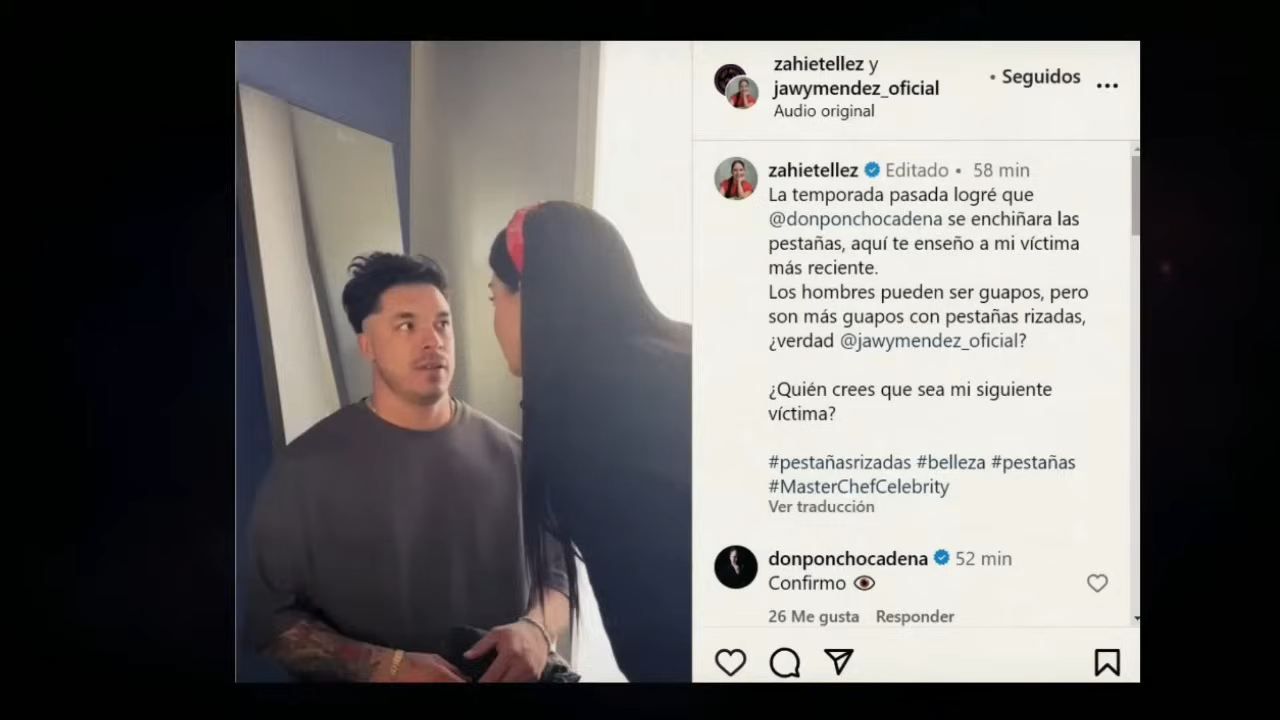 zahietellez y
jawymendez_oficial
Audio original
• Seguidos
zahietellez Editado • 58 min
La temporada pasada logré que
@donponchocadena se enchiñara las
pestañas, aquí te enseño a mi víctima
más reciente.
Los hombres pueden ser guapos, pero
son más guapos con pestañas rizadas,
¿verdad @jawymendez_oficial?
¿Quién crees que sea mi siguiente
víctima?
#pestañasrizadas #belleza #pestañas
#MasterChefCelebrity
Ver traducción
donponchocadena 52 min
Confirmo 👁️
26 Me gusta Responder